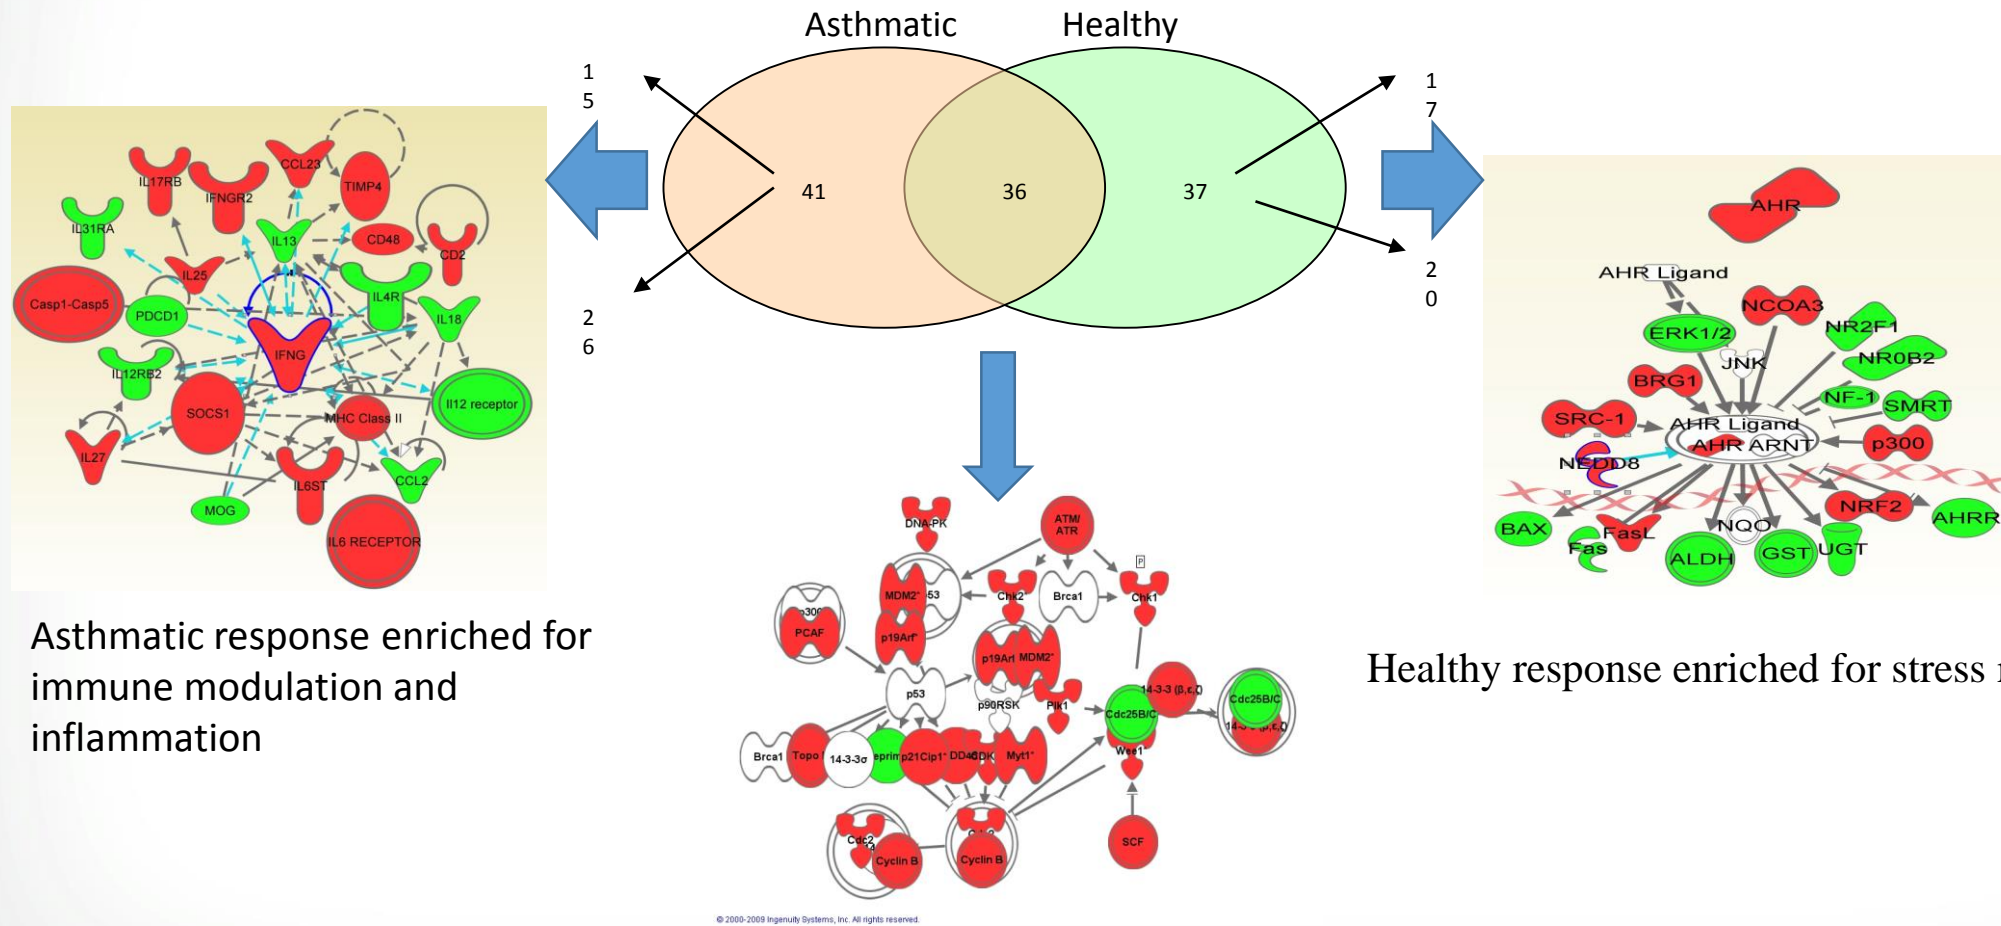 Asthmatic
Healthy
1
5
2
6
41
36
37
1
7
2
0
CCL23
IL17RB
IFNGR2
TIMP4
IL31RA
IL13
CD48
CD2
IL25
Casp1-Casp5
PDCD1
IL4R
IL18
IFNG
IL12RB2
SOCS1
MHC Class II
Il12 receptor
IL27
IL6ST
CCL2
MOG
IL6 RECEPTOR
Asthmatic response enriched for
immune modulation and
inflammation
AHR
AHR Ligand
NCOA3
ERK1/2
NR2F1
JNK
NR0B2
BRG1
NF-1
SMRT
SRC-1
AHR Ligand
AHR ARNT
p300
NEDD8
NRF2
BAX
Fas
FasL
NQO
AHRR
ALDH
GST
UGT
Healthy response enriched for stress
DNA-PK
ATM/
ATR
P
MDM2*
53
Chk2*
Brca1
Chk1
PCAF
p19Arf*
p19Arf
MDM2*
p53
p90RSK
Plk1
14-3-3 (β,ε,ζ)
Cdc25B/C
Cdc25B/C
Brca1
Topo
14-3-3σ
p21Cip1*
Myt1*
Wee1*
Cdc2
Cyclin B
Cyclin B
SCF
© 2000-2009 Ingenuity Systems, Inc. All rights reserved.